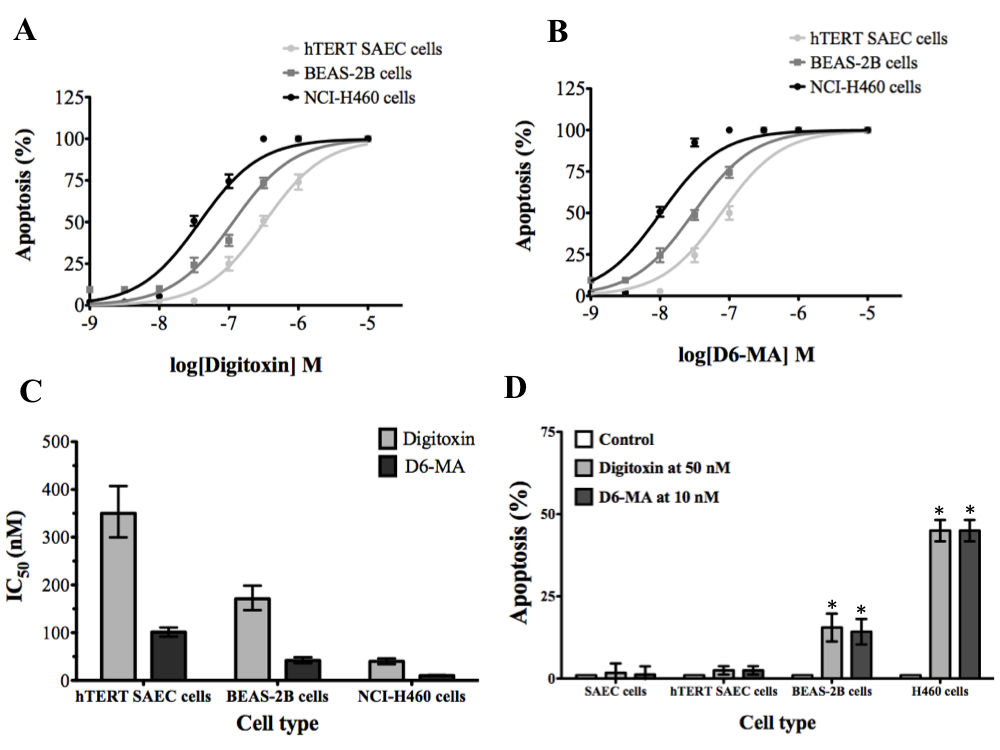 A
hTERT SAEC cells
BEAS-2B cells
NCI-H460 cells
125
100
75
50
25
0
Apoptosis (%)
-9
-8
-7
-6
-5
log[Digitoxin] M
B
hTERT SAEC cells
BEAS-2B cells
NCI-H460 cells
125
100
75
50
25
0
Apoptosis (%)
-9
-8
-7
-6
-5
log[D6-MA] M
C
Digitoxin
D6-MA
500
400
300
200
100
0
IC50 (nM)
hTERT SAEC cells
BEAS-2B cells
NCI-H460 cells
Cell type
D
Control
Digitoxin at 50 nM
D6-MA at 10 nM
75
50
25
0
Apoptosis (%)
* *
* *
SAEC cells
hTERT SAEC cells
BEAS-2B cells
H460 cells
Cell type